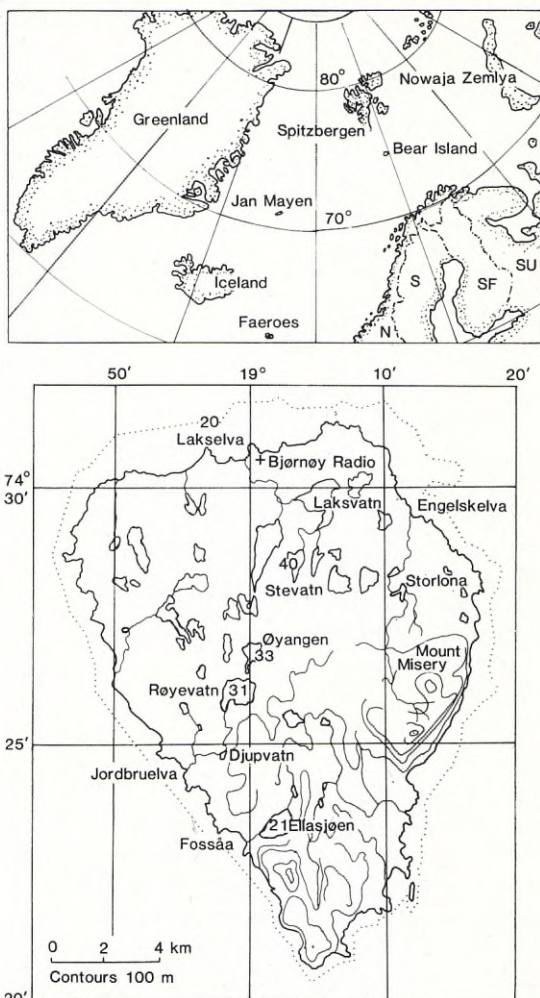 80°
Nowaja Zemlya
Greenland
Spitzbergen
Bear Island
Jan Mayen
70°
Iceland
S
SF
SU
Faeroes
N
50'
19°
10'
20'
20
Lakselva
Bjørnøy Radio
74°
30'
Laksvatn
Engelskelva
40
Stevatn
Storlona
Øyangen
33
Mount
Misery
Røyevatn
31
25'
Djupvatn
Jordbruelva
21 Ellasjøen
Fossåa
0 2 4 km
Contours 100 m